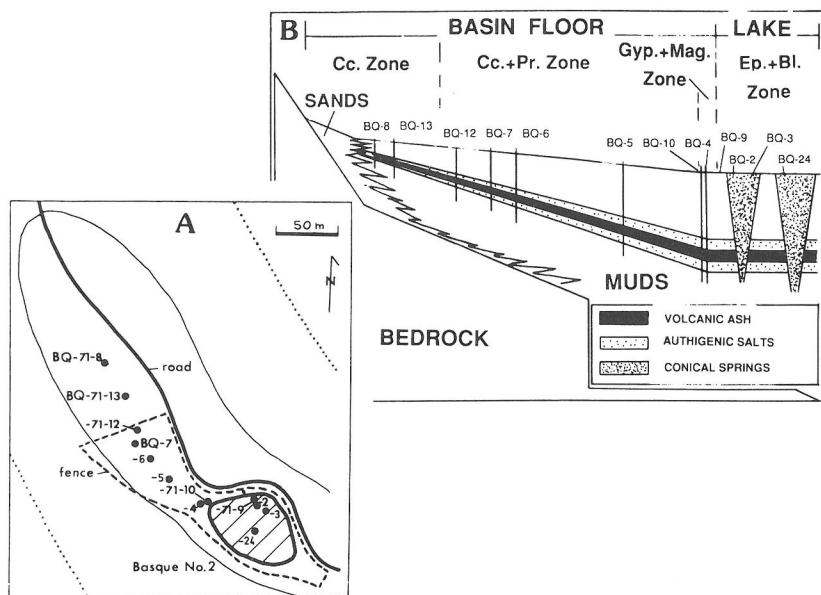 B
BASIN FLOOR
LAKE
Cc. Zone
Cc.+Pr. Zone
Gyp.+Mag.
Zone
Ep.+Bl.
Zone
SANDS
BQ-8
BQ-13
BQ-12
BQ-7
BQ-6
BQ-5
BQ-10
BQ-4
BQ-9
BQ-2
BQ-3
BQ-24
MUDS
BEDROCK
VOLCANIC ASH
AUTHIGENIC SALTS
CONICAL SPRINGS
A
50 m
N
BQ-71-8
road
BQ-71-13
-71-12
BQ-7
-6
fence
-5
-71-10
-4
-71-9
-2
-3
-24
Basque No.2